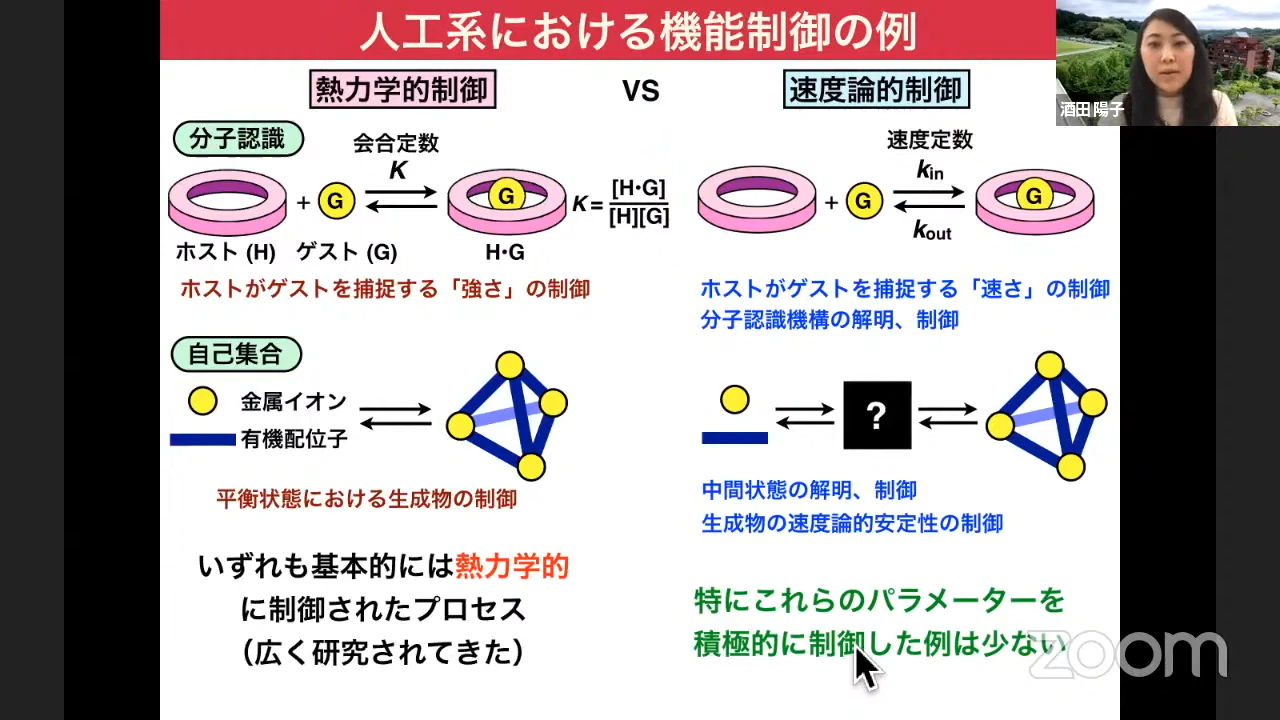 人工系における機能制御の例
熱力学的制御
VS
速度論的制御
酒田 陽子
分子認識
会合定数
K
+
G
G
K = [H・G]
[H][G]
ホスト (H)
ゲスト (G)
H・G
ホストがゲストを捕捉する「強さ」の制御
速度定数
kin
+
G
G
kout
ホストがゲストを捕捉する「速さ」の制御
分子認識機構の解明、制御
自己集合
金属イオン
有機配位子
平衡状態における生成物の制御
?
中間状態の解明、制御
生成物の速度論的安定性の制御
いずれも基本的には熱力学的
に制御されたプロセス
（広く研究されてきた）
特にこれらのパラメーターを
積極的に制御した例は少ない
zoom